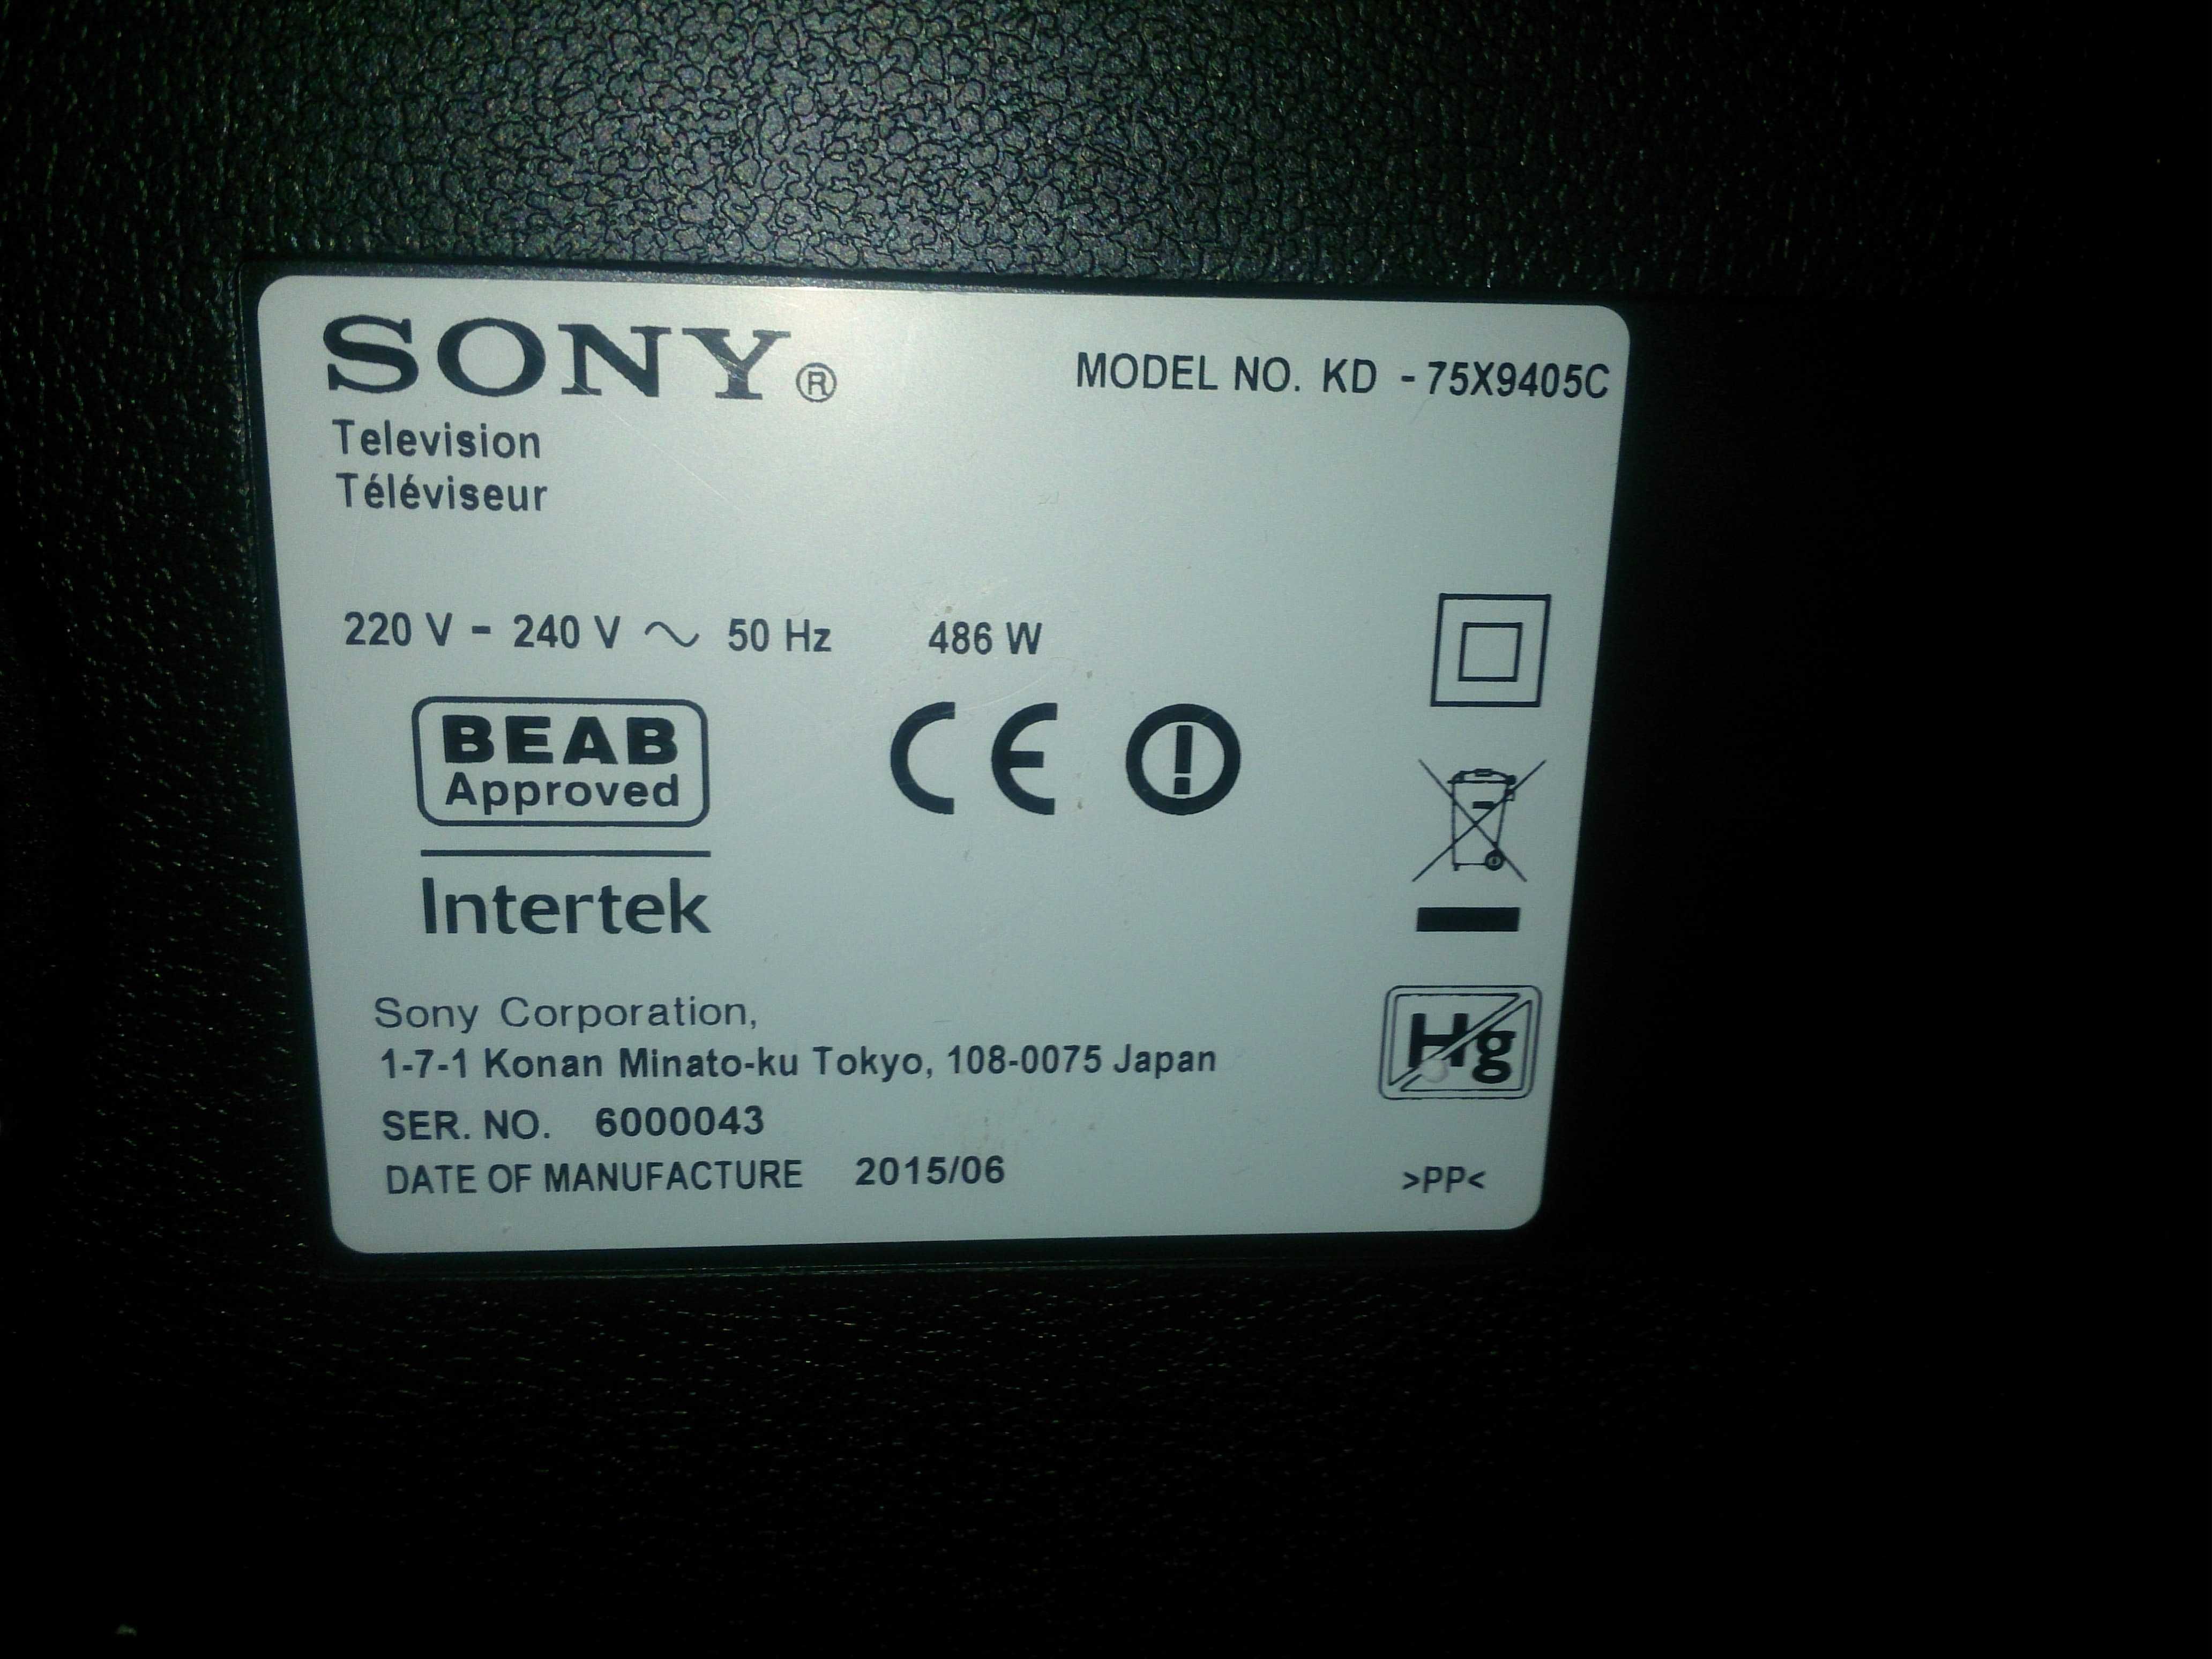 SONY®
MODEL NO. KD - 75X9405C
Television
Téléviseur
220 V - 240 V ~ 50 Hz 486 W
BEAB
Approved
CE
Intertek
Hg
Sony Corporation,
1-7-1 Konan Minato-ku Tokyo, 108-0075 Japan
SER. NO. 6000043
DATE OF MANUFACTURE 2015/06
>PP<